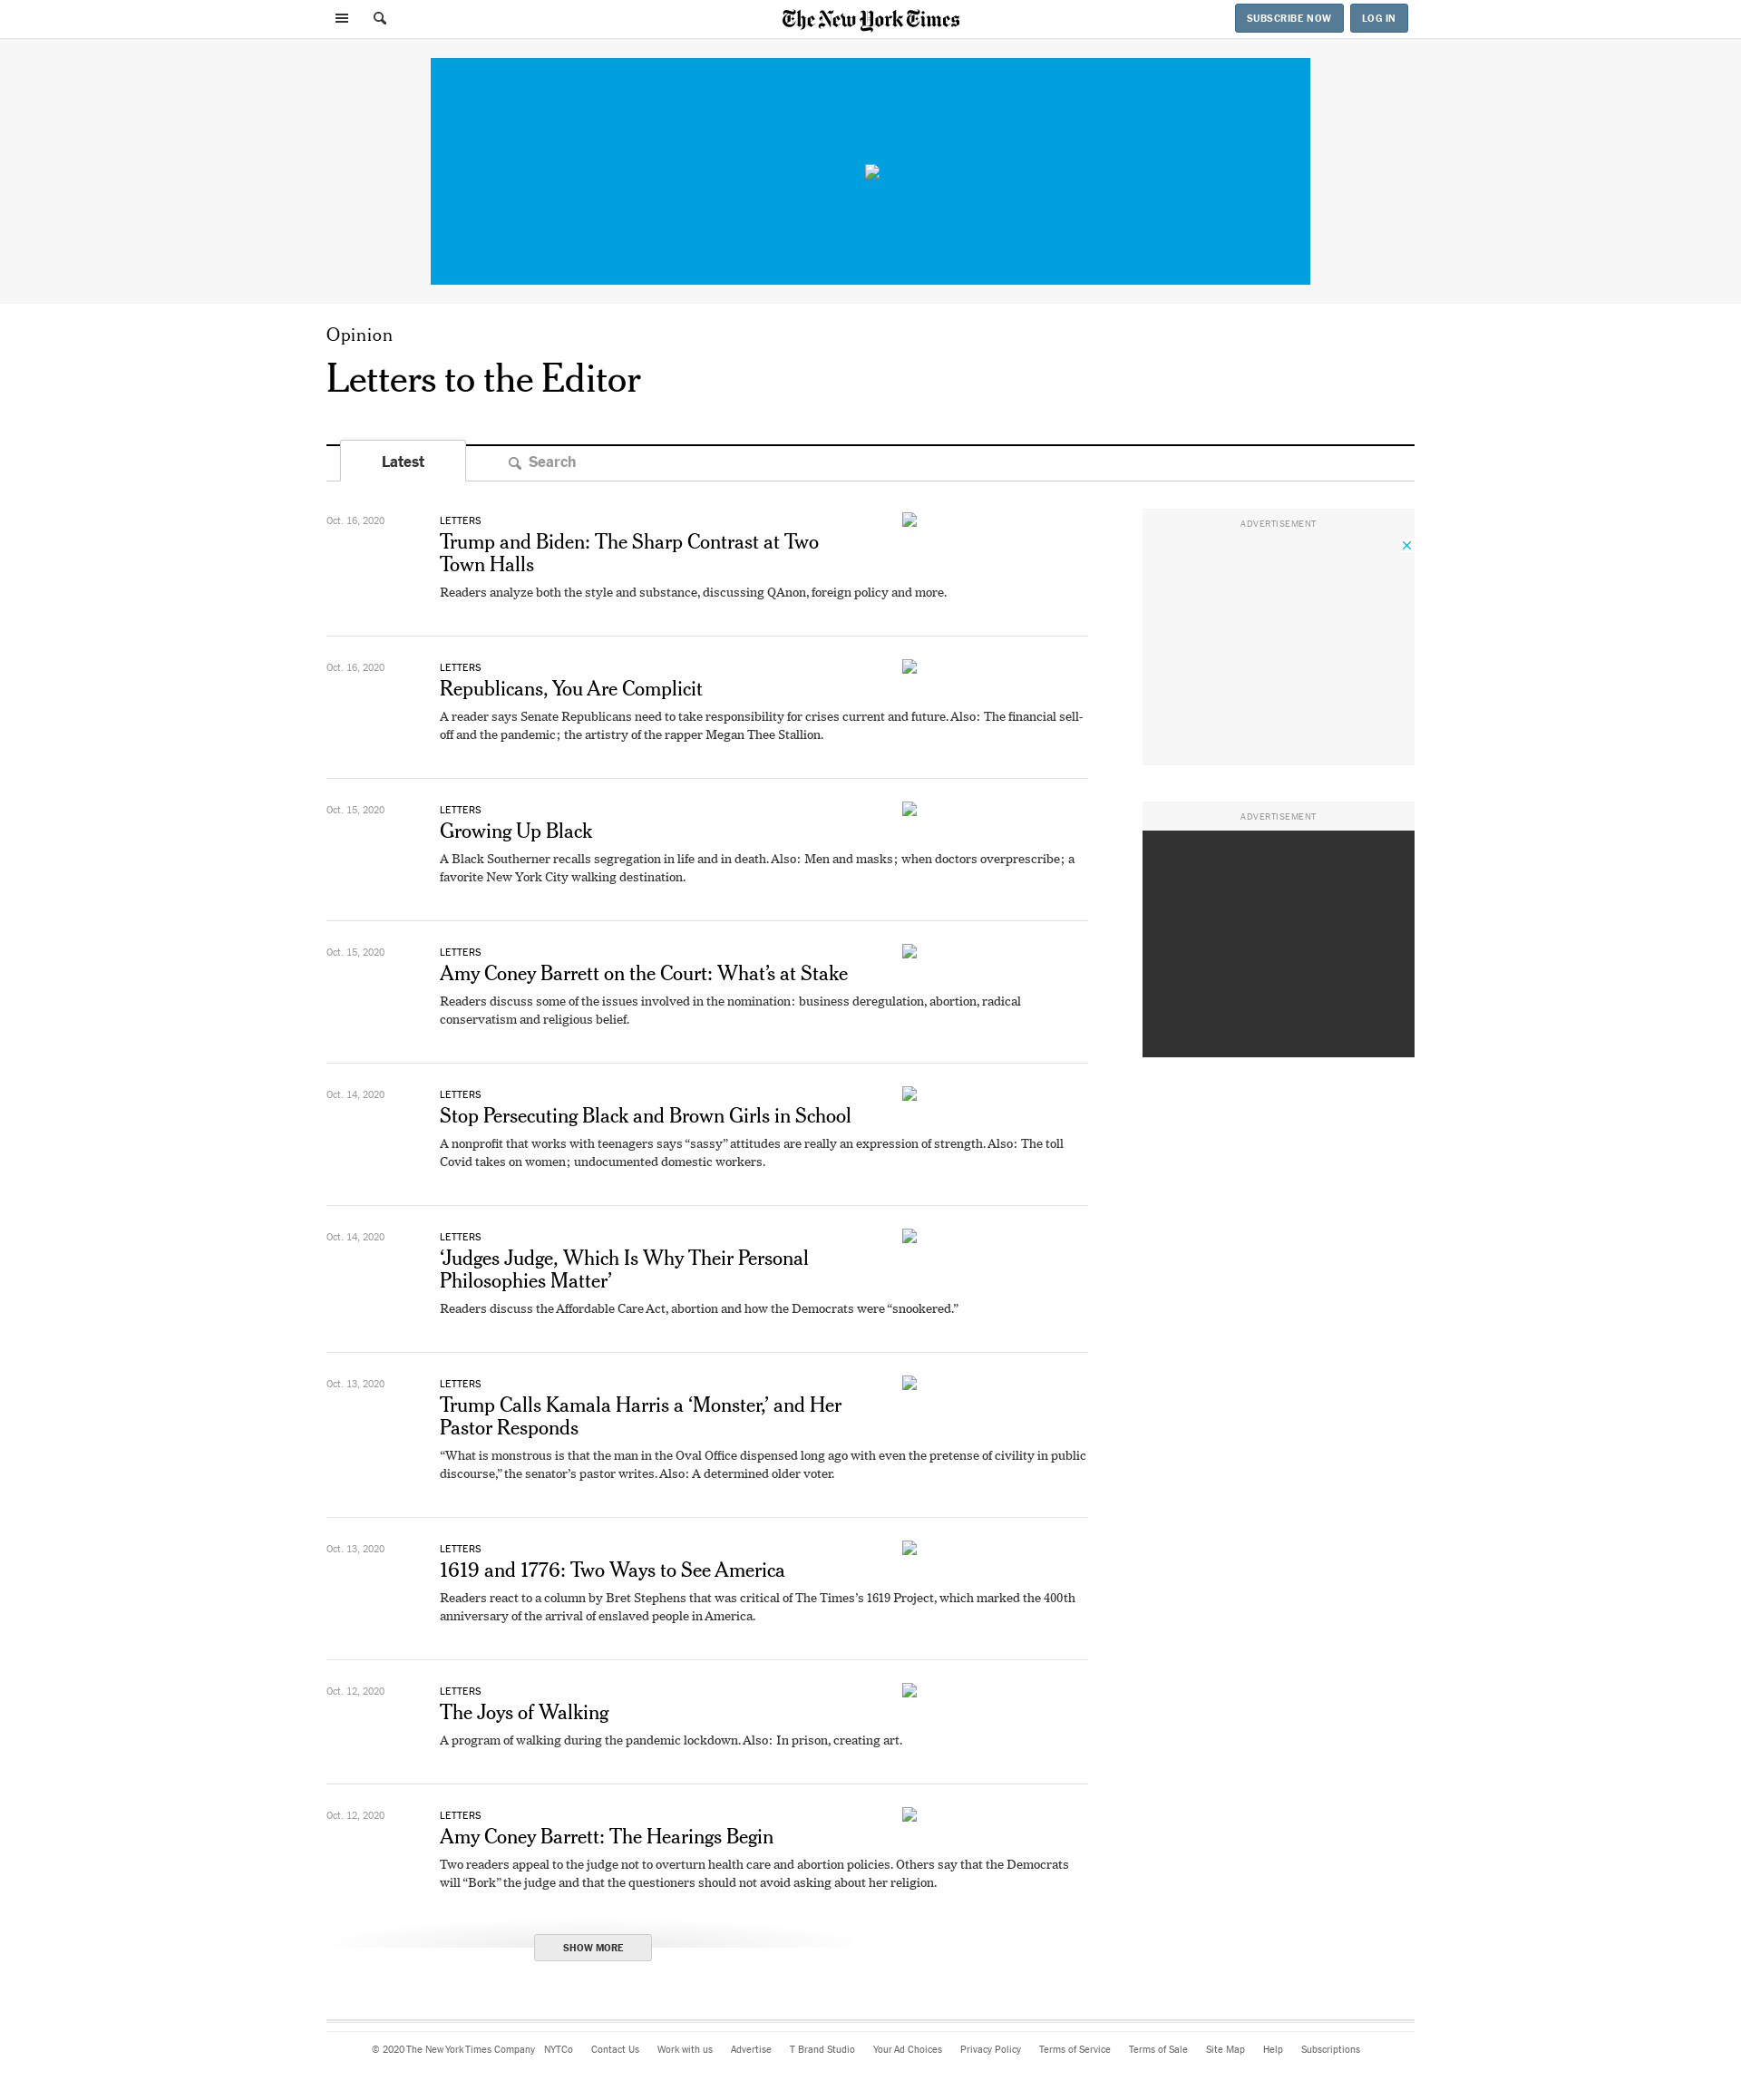 The New York Times
SUBSCRIBE NOW
LOG IN
Opinion
Letters to the Editor
Latest
Search
Oct. 16, 2020
LETTERS
Trump and Biden: The Sharp Contrast at Two
Town Halls
Readers analyze both the style and substance, discussing QAnon, foreign policy and more.
Oct. 16, 2020
LETTERS
Republicans, You Are Complicit
A reader says Senate Republicans need to take responsibility for crises current and future. Also: The financial sell-
off and the pandemic; the artistry of the rapper Megan Thee Stallion.
Oct. 15, 2020
LETTERS
Growing Up Black
A Black Southerner recalls segregation in life and in death. Also: Men and masks; when doctors overprescribe; a
favorite New York City walking destination.
Oct. 15, 2020
LETTERS
Amy Coney Barrett on the Court: What’s at Stake
Readers discuss some of the issues involved in the nomination: business deregulation, abortion, radical
conservatism and religious belief.
Oct. 14, 2020
LETTERS
Stop Persecuting Black and Brown Girls in School
A nonprofit that works with teenagers says “sassy” attitudes are really an expression of strength. Also: The toll
Covid takes on women; undocumented domestic workers.
Oct. 14, 2020
LETTERS
‘Judges Judge, Which Is Why Their Personal
Philosophies Matter’
Readers discuss the Affordable Care Act, abortion and how the Democrats were “snookered.”
Oct. 13, 2020
LETTERS
Trump Calls Kamala Harris a ‘Monster,’ and Her
Pastor Responds
“What is monstrous is that the man in the Oval Office dispensed long ago with even the pretense of civility in public
discourse,” the senator’s pastor writes. Also: A determined older voter.
Oct. 13, 2020
LETTERS
1619 and 1776: Two Ways to See America
Readers react to a column by Bret Stephens that was critical of The Times’s 1619 Project, which marked the 400th
anniversary of the arrival of enslaved people in America.
Oct. 12, 2020
LETTERS
The Joys of Walking
A program of walking during the pandemic lockdown. Also: In prison, creating art.
Oct. 12, 2020
LETTERS
Amy Coney Barrett: The Hearings Begin
Two readers appeal to the judge not to overturn health care and abortion policies. Others say that the Democrats
will “Bork” the judge and that the questioners should not avoid asking about her religion.
SHOW MORE
ADVERTISEMENT
ADVERTISEMENT
© 2020 The New York Times Company NYTCo Contact Us Work with us Advertise T Brand Studio Your Ad Choices Privacy Policy Terms of Service Terms of Sale Site Map Help Subscriptions